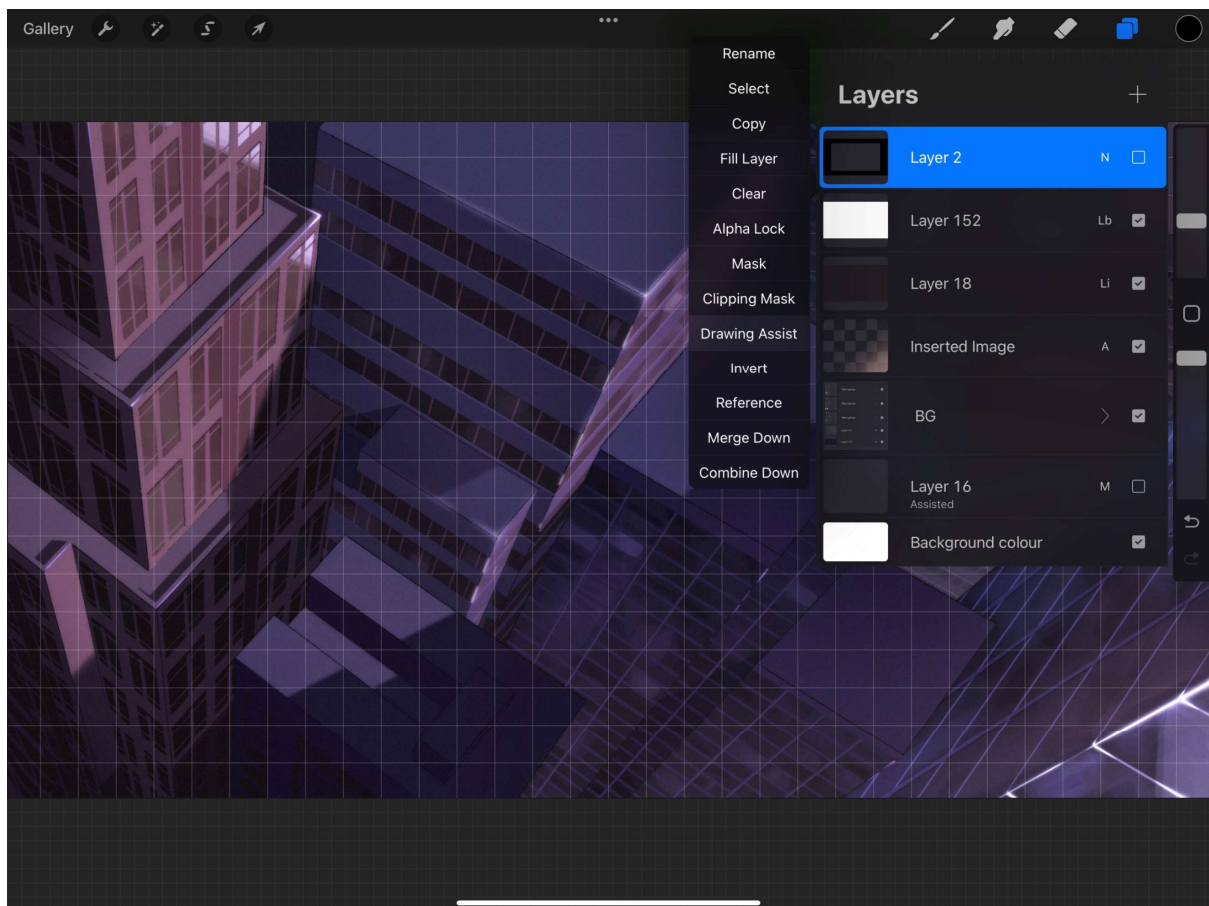 Gallery
Rename
Select
Copy
Fill Layer
Clear
Alpha Lock
Mask
Clipping Mask
Drawing Assist
Invert
Reference
Merge Down
Combine Down
Layers
Layer 2 N
Layer 152 Lb
Layer 18 Li
Inserted Image A
BG
Layer 16 M
Assisted
Background colour